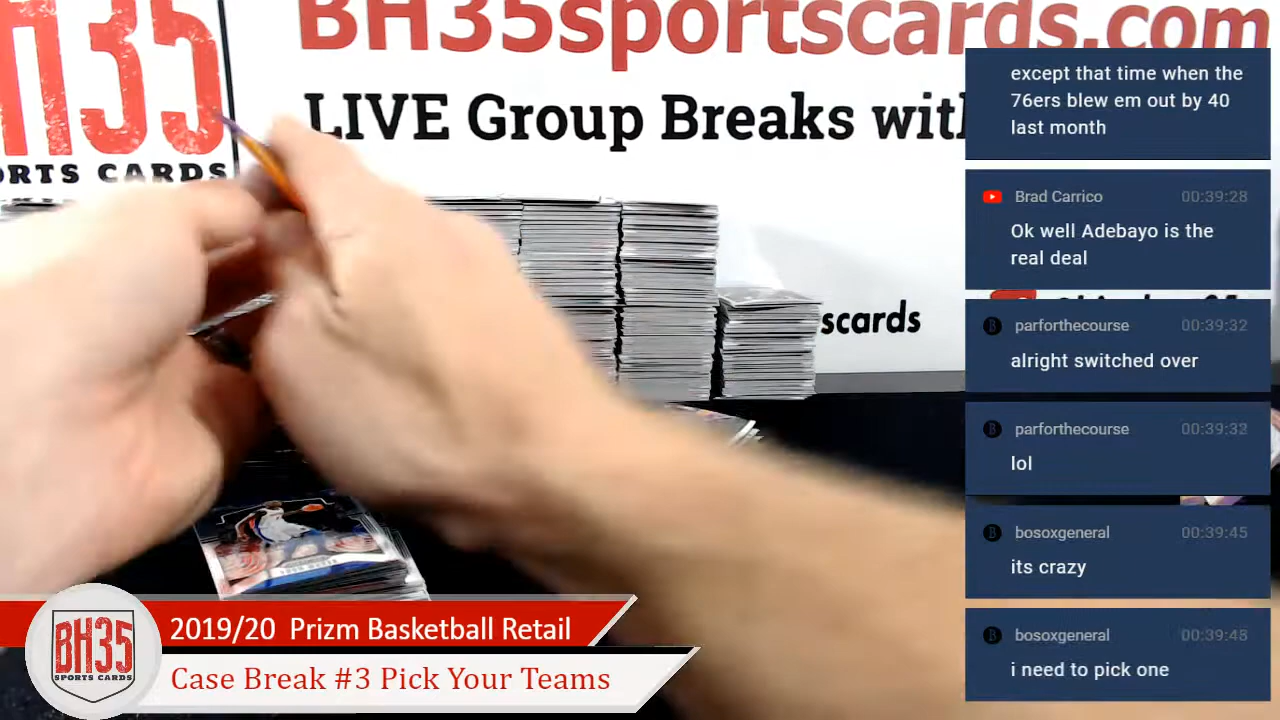 H35
ORTS CARDS
BH35sportscards.com
LIVE Group Breaks with
scards
except that time when the
76ers blew em out by 40
last month
Brad Carrico 00:39:28
Ok well Adebayo is the
real deal
parforthecourse 00:39:32
alright switched over
parforthecourse 00:39:32
lol
bosoxgeneral 00:39:45
its crazy
bosoxgeneral 00:39:48
i need to pick one
BH35
SPORTS CARDS
2019/20 Prizm Basketball Retail
Case Break #3 Pick Your Teams